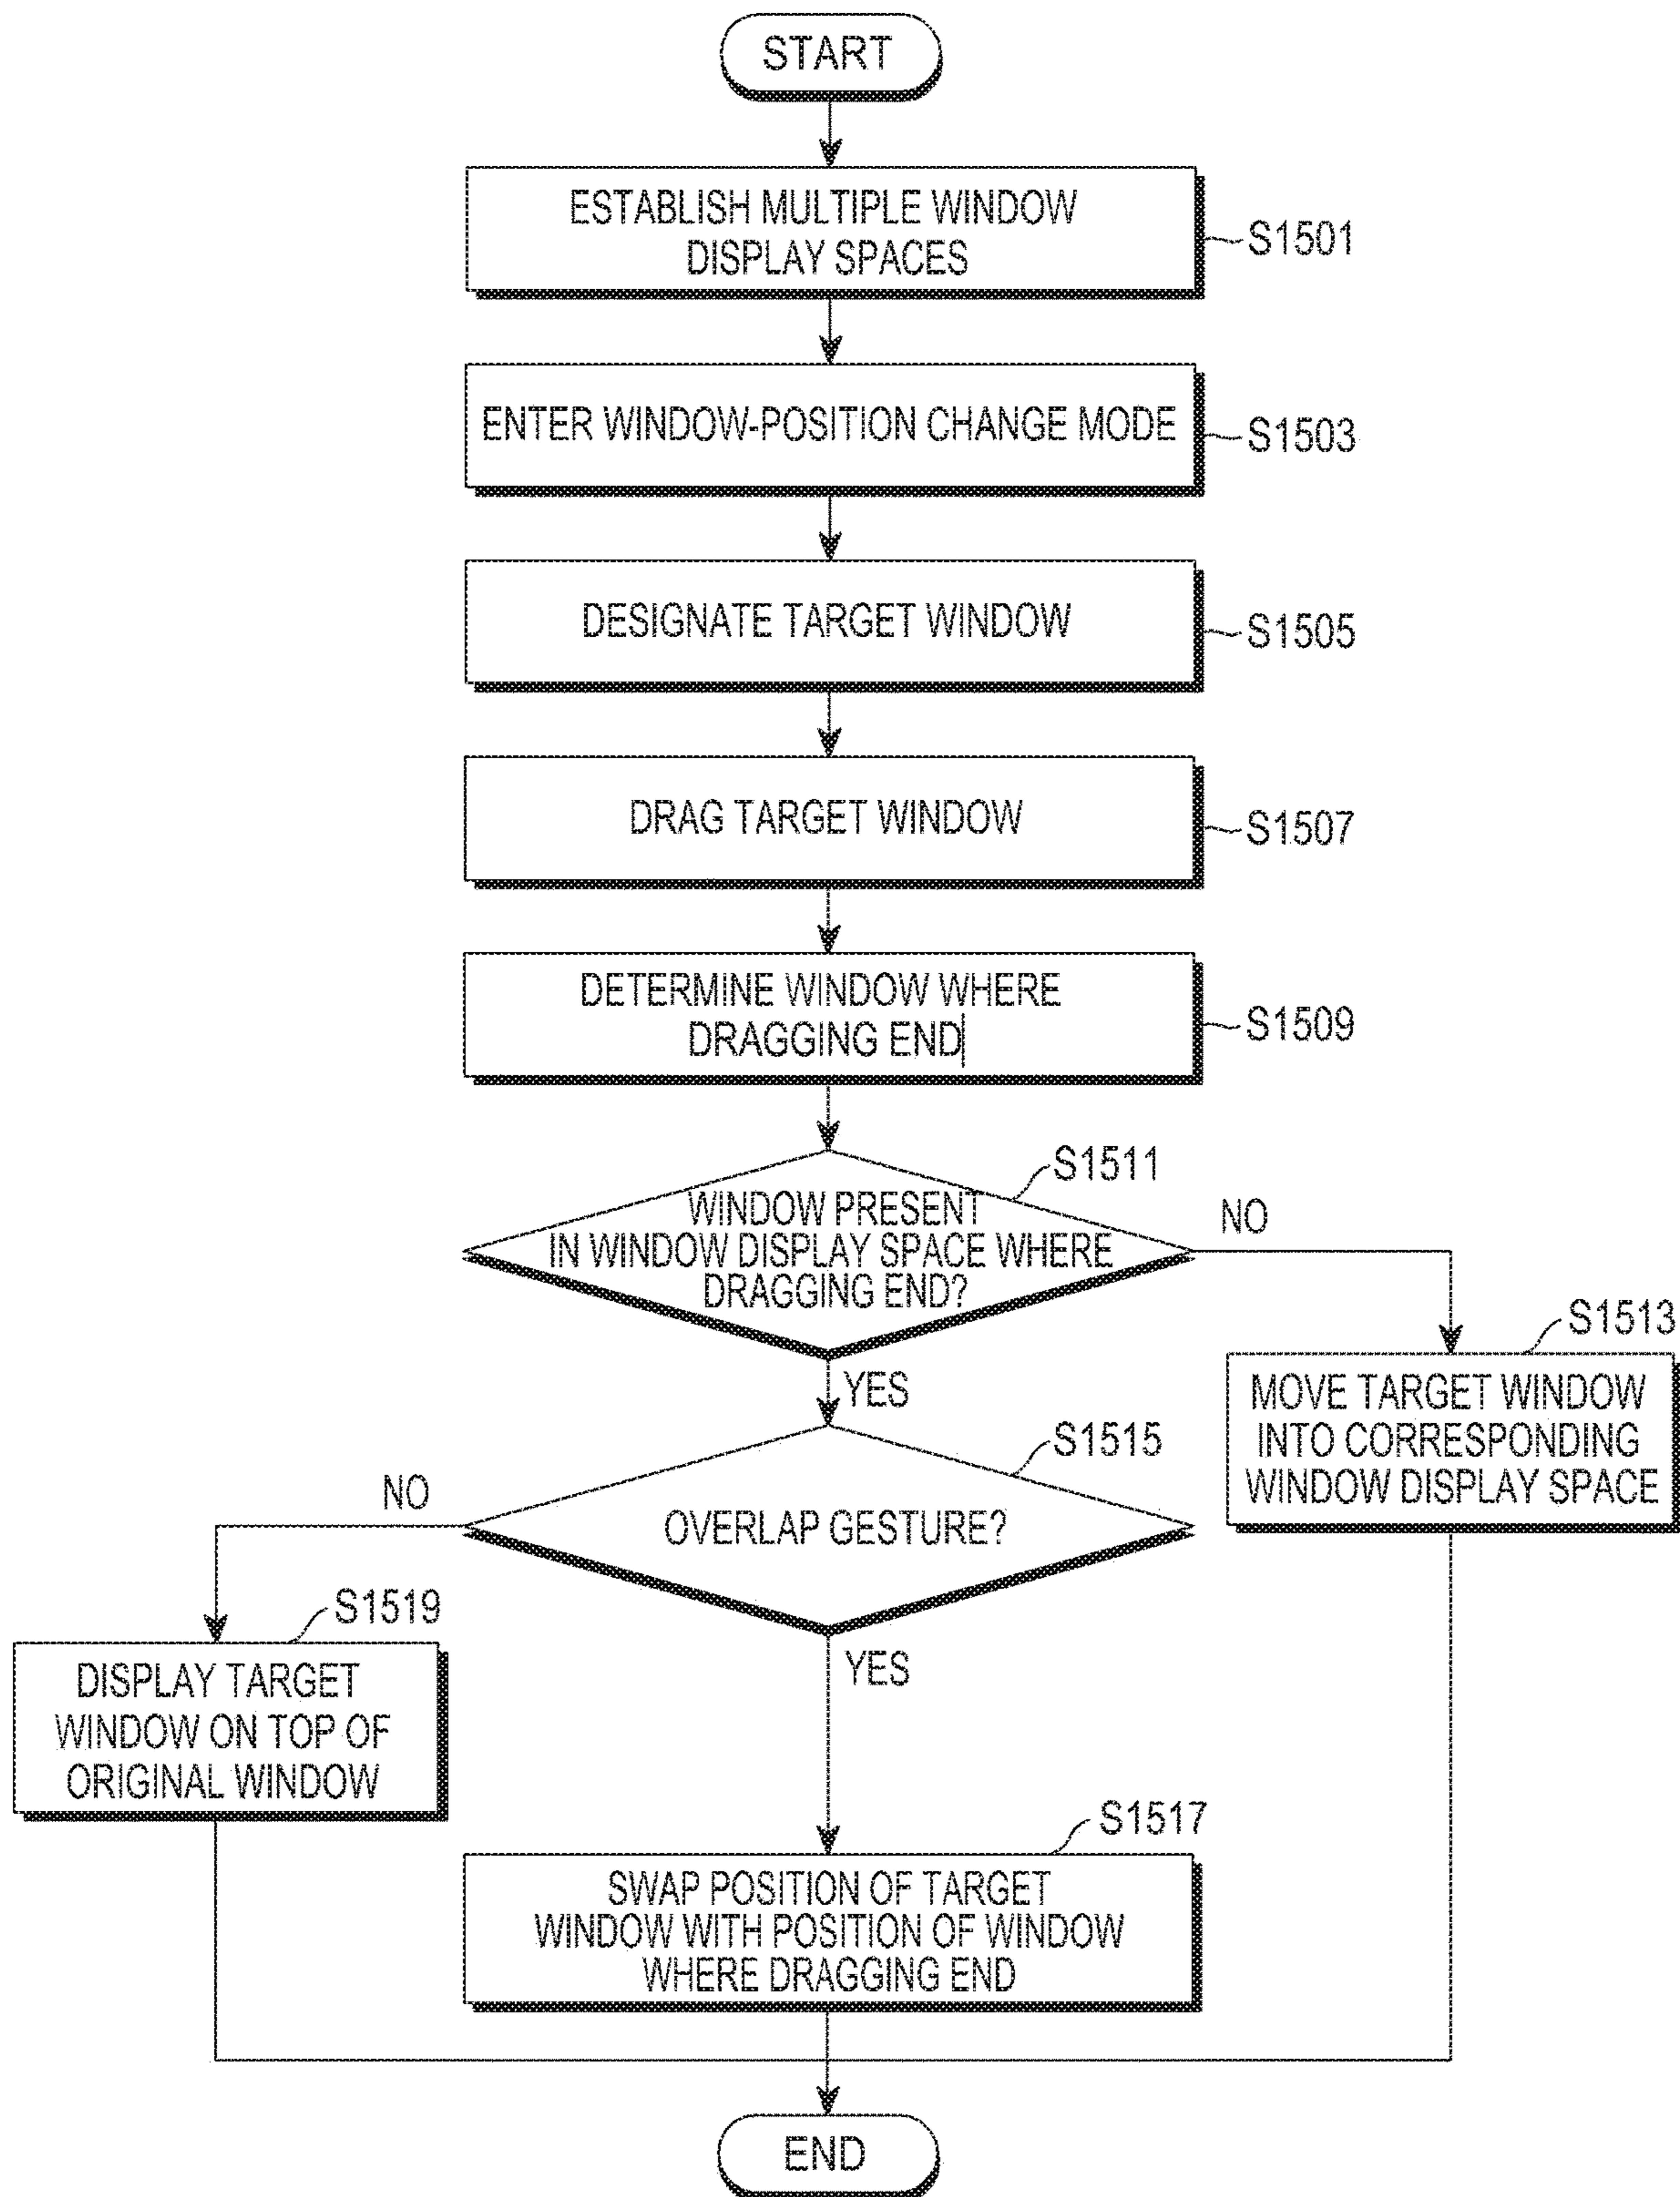 START
ESTABLISH MULTIPLE WINDOW
DISPLAY SPACES
S1501
ENTER WINDOW-POSITION CHANGE MODE
S1503
DESIGNATE TARGET WINDOW
S1505
DRAG TARGET WINDOW
S1507
DETERMINE WINDOW WHERE
DRAGGING END
S1509
S1511
WINDOW PRESENT
IN WINDOW DISPLAY SPACE WHERE
DRAGGING END?
NO
YES
S1513
MOVE TARGET WINDOW
INTO CORRESPONDING
WINDOW DISPLAY SPACE
S1515
OVERLAP GESTURE?
NO
YES
S1519
DISPLAY TARGET
WINDOW ON TOP OF
ORIGINAL WINDOW
S1517
SWAP POSITION OF TARGET
WINDOW WITH POSITION OF WINDOW
WHERE DRAGGING END
END